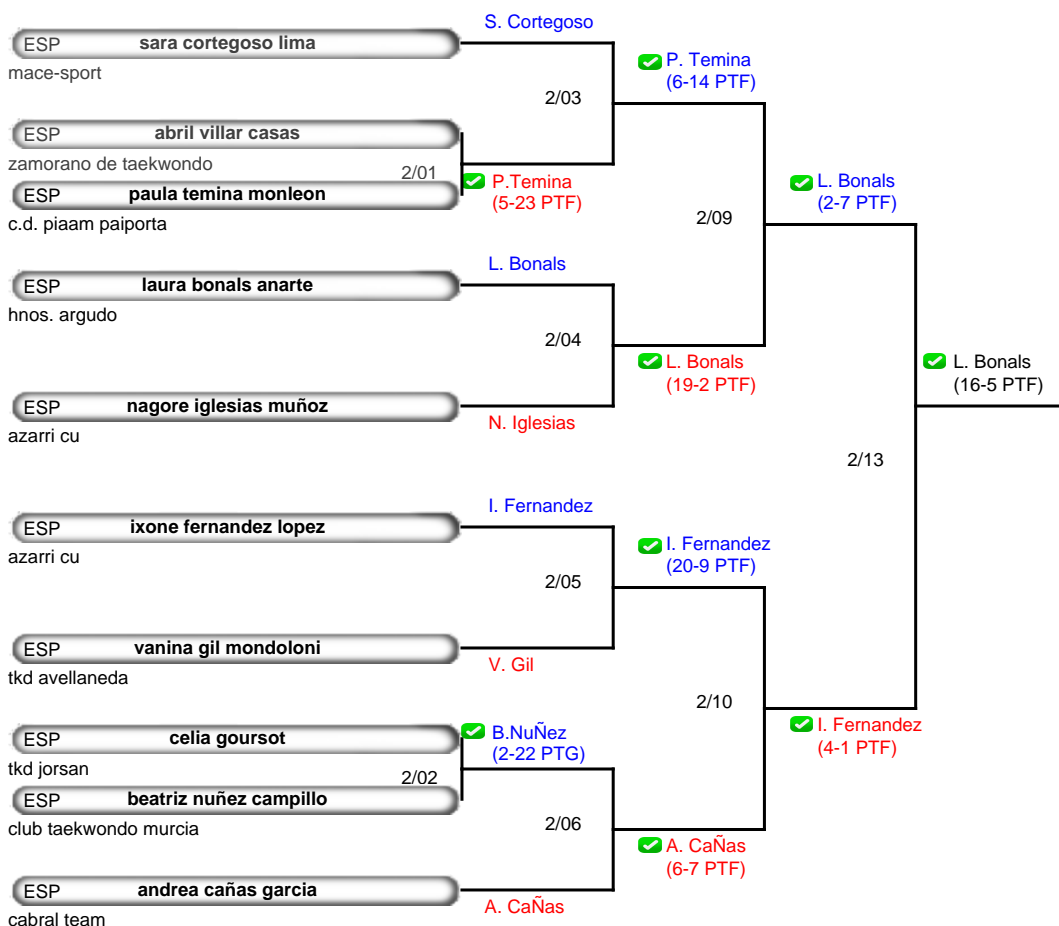 S. Cortegoso
ESP sara cortegoso lima
mace-sport
P. Temina
(6-14 PTF)
2/03
ESP abril villar casas
zamorano de taekwondo
2/01
P.Temina
(5-23 PTF)
ESP paula temina monleon
c.d. piaam paiporta
L. Bonals
(2-7 PTF)
2/09
L. Bonals
ESP laura bonals anarte
hnos. argudo
2/04
L. Bonals
(19-2 PTF)
L. Bonals
(16-5 PTF)
ESP nagore iglesias muñoz
N. Iglesias
azarri cu
2/13
I. Fernandez
ESP ixone fernandez lopez
azarri cu
I. Fernandez
(20-9 PTF)
2/05
ESP vanina gil mondoloni
V. Gil
tkd avellaneda
2/10
I. Fernandez
(4-1 PTF)
B.NuÑez
(2-22 PTG)
ESP celia goursot
tkd jorsan
2/02
ESP beatriz nuñez campillo
club taekwondo murcia
2/06
A. CaÑas
(6-7 PTF)
ESP andrea cañas garcia
A. CaÑas
cabral team